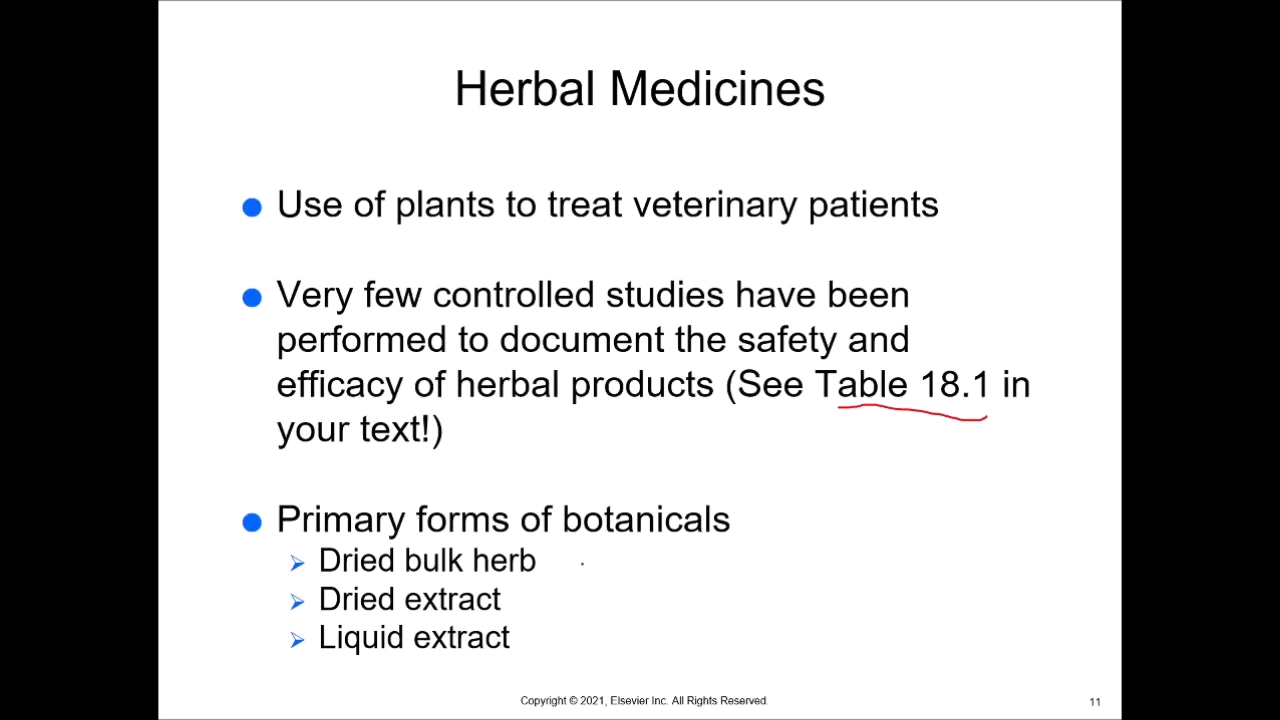 Herbal Medicines
Use of plants to treat veterinary patients
Very few controlled studies have been
performed to document the safety and
efficacy of herbal products (See Table 18.1 in
your text!)
Primary forms of botanicals
Dried bulk herb
Dried extract
Liquid extract
Copyright © 2021, Elsevier Inc. All Rights Reserved.
11